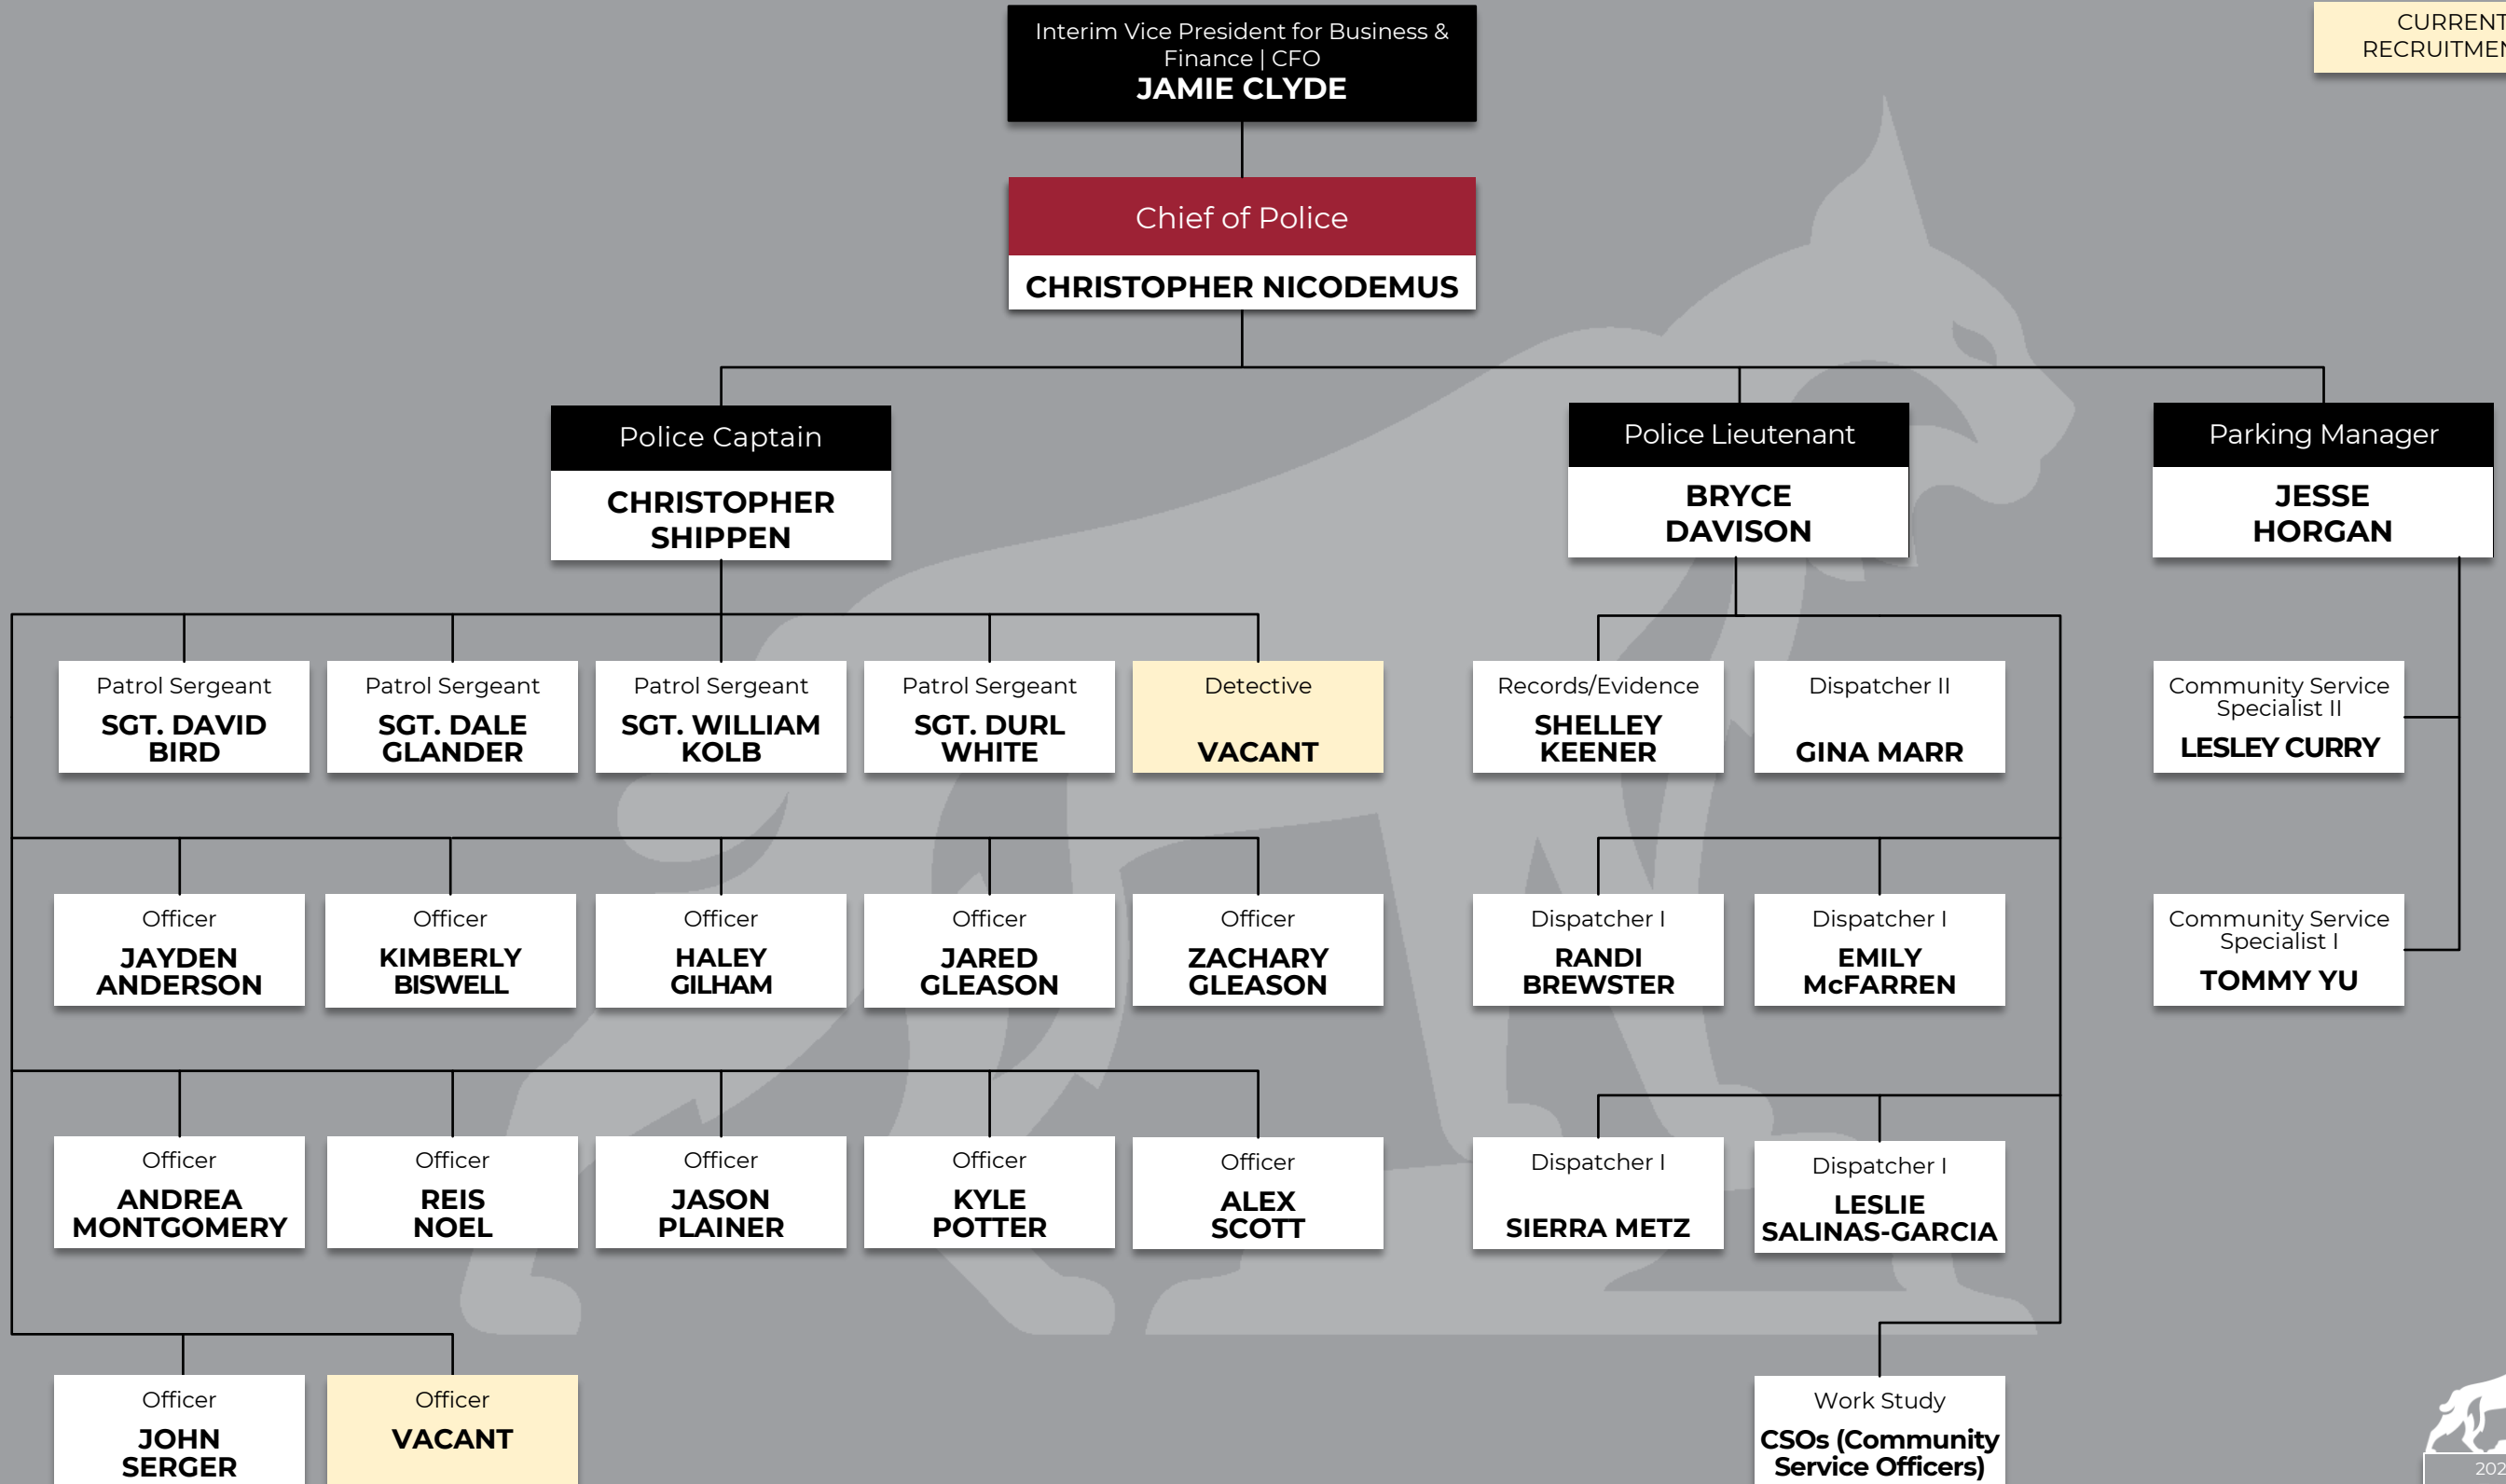 Interim Vice President for Business &
Finance | CFO
JAMIE CLYDE
CURRENT
Chief of Police
CHRISTOPHER NICODEMUS
Police Captain
CHRISTOPHER
SHIPPEN
Police Lieutenant
BRYCE
DAVISON
Parking Manager
JESSE
HORGAN
Patrol Sergeant
SGT. DAVID
BIRD
Patrol Sergeant
SGT. DALE
GLANDER
Patrol Sergeant
SGT. WILLIAM
KOLB
Patrol Sergeant
SGT. DURL
WHITE
Detective
VACANT
Records/Evidence
SHELLEY
KEENER
Dispatcher II
GINA MARR
Community Service
Specialist II
LESLEY CURRY
Officer
JAYDEN
ANDERSON
Officer
KIMBERLY
BISWELL
Officer
HALEY
GILHAM
Officer
JARED
GLEASON
Officer
ZACHARY
GLEASON
Dispatcher I
RANDI
BREWSTER
Dispatcher I
EMILY
McFARREN
Community Service
Specialist I
TOMMY YU
Officer
ANDREA
MONTGOMERY
Officer
REIS
NOEL
Officer
JASON
PLAINER
Officer
KYLE
POTTER
Officer
ALEX
SCOTT
Dispatcher I
SIERRA METZ
Dispatcher I
LESLIE
SALINAS-GARCIA
Officer
JOHN
SERGER
Officer
VACANT
Work Study
CSOs (Community
Service Officers)